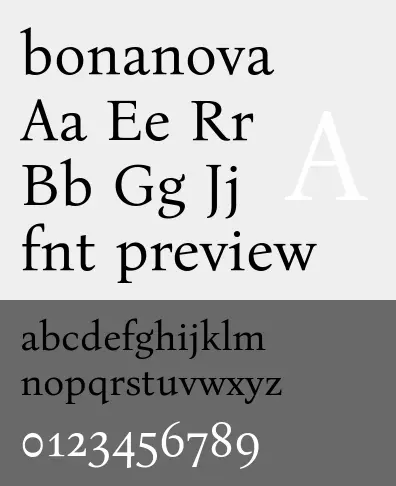 bonanova
Aa Ee Rr
A
Bb Gg Jj
fnt preview
abcdefghijklm
nopqrstuvwxyz
0123456789